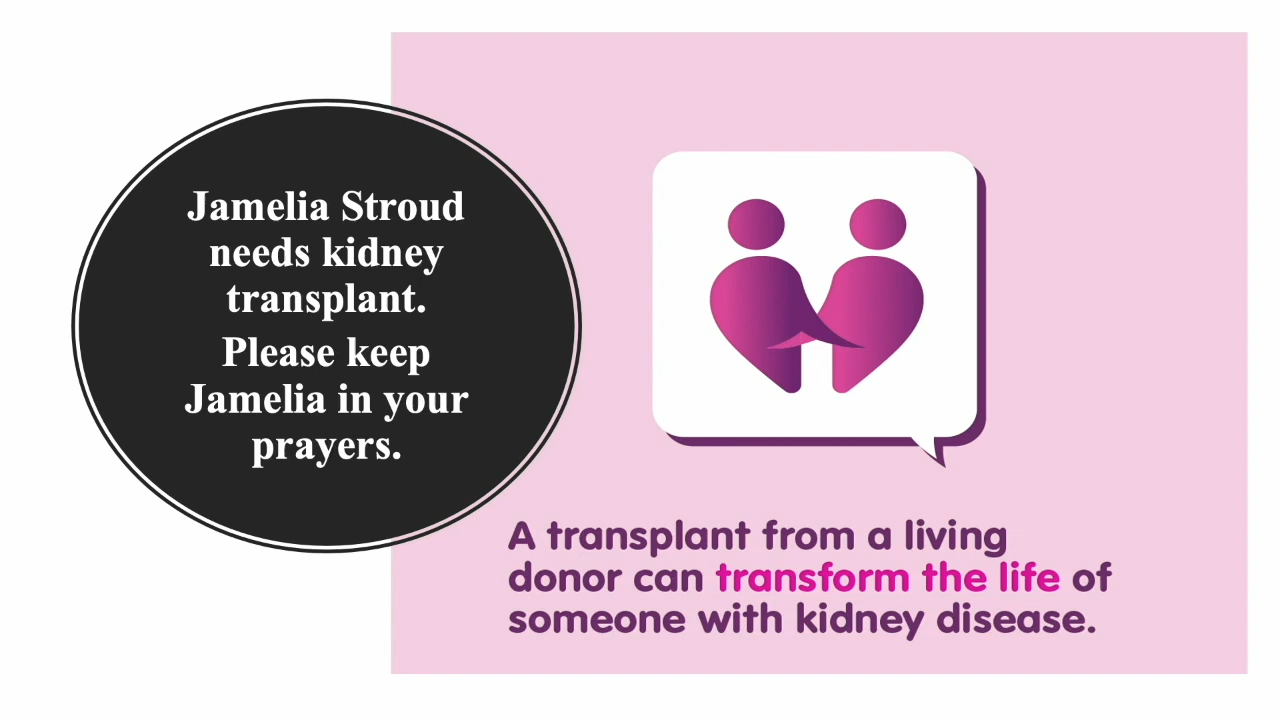 Jamelia Stroud
needs kidney
transplant.
Please keep
Jamelia in your
prayers.
A transplant from a living
donor can transform the life of
someone with kidney disease.